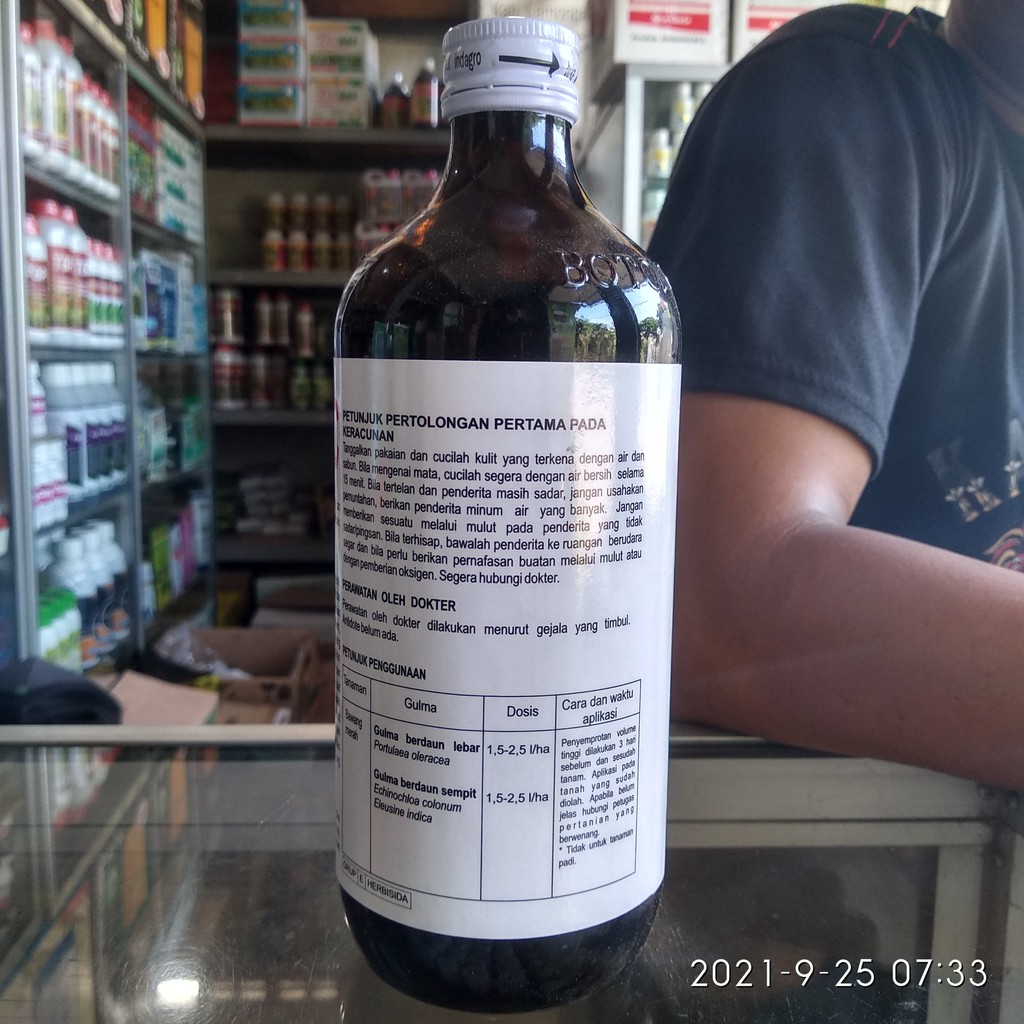 indagro
BOT
PETUNJUK PERTOLONGAN PERTAMA PADA
KERACUNAN
Tanggalkan pakaian dan cucilah kulit yang terkena dengan air dan
sabun. Bila mengenai mata, cucilah segera dengan air bersih selama
15 menit. Bila tertelan dan penderita masih sadar, jangan usahakan
pemuntahan, berikan penderita minum air yang banyak. Jangan
memberikan sesuatu melalui mulut pada penderita yang tidak
sadar/pingsan. Bila terhisap, bawalah penderita ke ruangan berudara
segar dan bila perlu berikan pernafasan buatan melalui mulut atau
dengan pemberian oksigen. Segera hubungi dokter.
PERAWATAN OLEH DOKTER
Perawatan oleh dokter dilakukan menurut gejala yang timbul.
Antidote belum ada.
PETUNJUK PENGGUNAAN
Tanaman Gulma Dosis Cara dan waktu
aplikasi
Bawang
merah
Gulma berdaun lebar
Portulaea oleracea
1,5-2,5 l/ha
Gulma berdaun sempit
Echinochloa colonum
Eleusine indica
1,5-2,5 l/ha
Penyemprotan volume
tinggi dilakukan 3 hari
sebelum dan sesudah
tanam. Aplikasi pada
tanah yang sudah
diolah. Apabila belum
jelas hubungi petugas
pertanian yang
berwenang.
* Tidak untuk tanaman
padi.
GRUP E HERBISIDA
2021-9-25 07:33